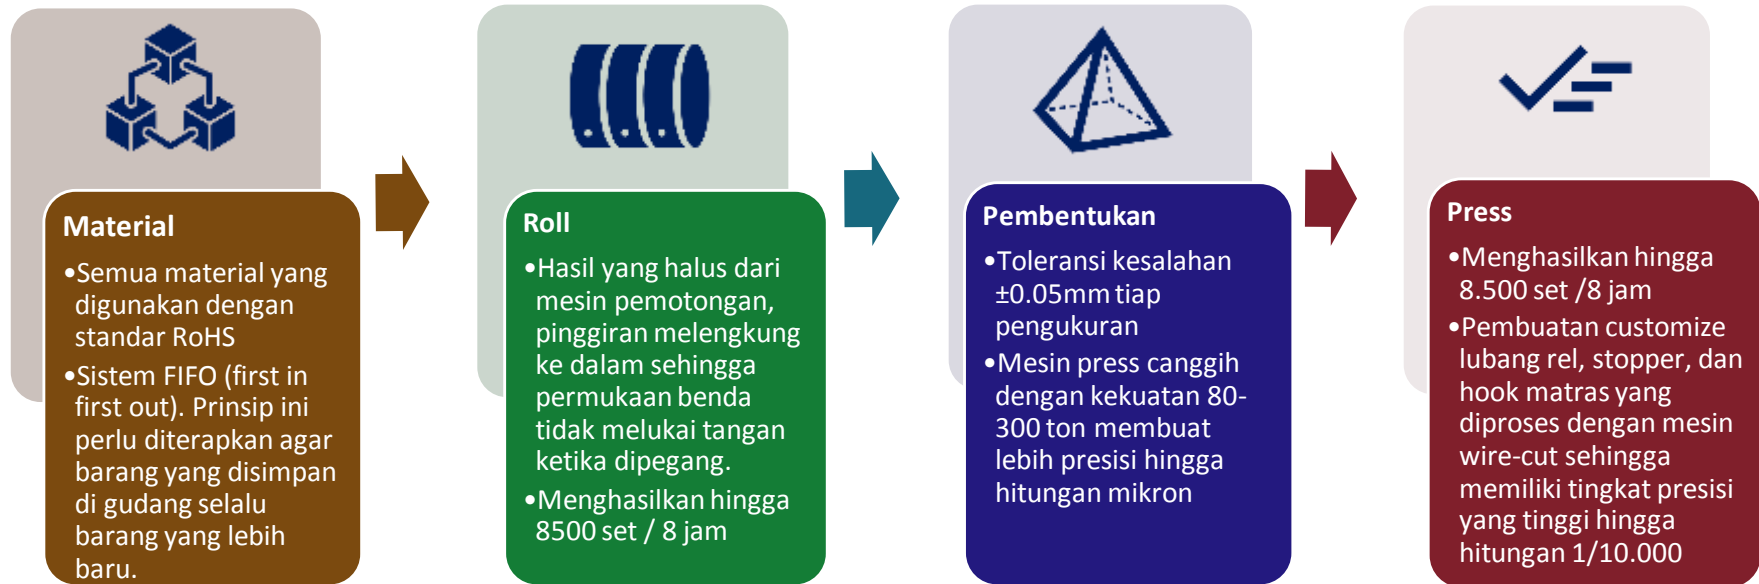 Material
•Semua material yang
digunakan dengan
standar RoHS
•Sistem FIFO (first in
first out). Prinsip ini
perlu diterapkan agar
barang yang disimpan
di gudang selalu
barang yang lebih
baru.
Roll
•Hasil yang halus dari
mesin pemotongan,
pinggiran melengkung
ke dalam sehingga
permukaan benda
tidak melukai tangan
ketika dipegang.
•Menghasilkan hingga
8500 set / 8 jam
Pembentukan
•Toleransi kesalahan
±0.05mm tiap
pengukuran
•Mesin press canggih
dengan kekuatan 80-
300 ton membuat
lebih presisi hingga
hitungan mikron
Press
•Menghasilkan hingga
8.500 set /8 jam
•Pembuatan customize
lubang rel, stopper, dan
hook matras yang
diproses dengan mesin
wire-cut sehingga
memiliki tingkat presisi
yang tinggi hingga
hitungan 1/10.000